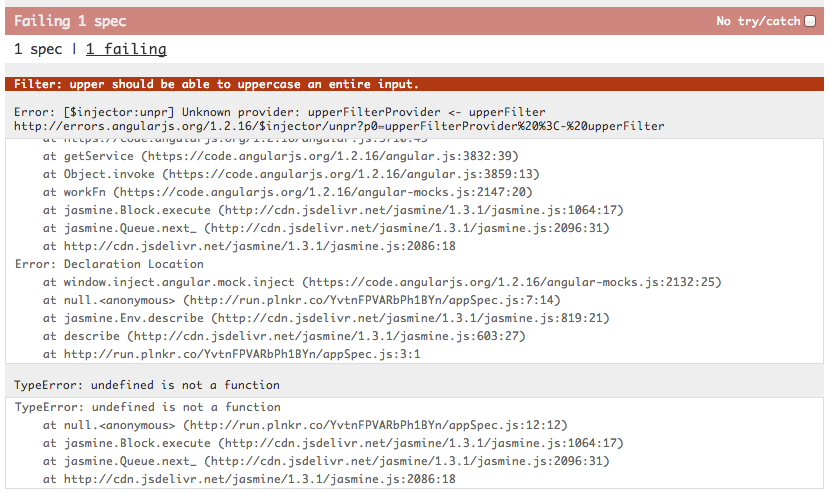 Failing 1 spec
No try/catch
1 spec | 1 failing
Filter: upper should be able to uppercase an entire input.
Error: [$injector:unpr] Unknown provider: upperFilterProvider <- upperFilter
http://errors.angularjs.org/1.2.16/$injector/unpr?p0=upperFilterProvider%20%3C-%20upperFilter
at https://code.angularjs.org/1.2.16/angular.js:3710:45
at getService (https://code.angularjs.org/1.2.16/angular.js:3832:39)
at Object.invoke (https://code.angularjs.org/1.2.16/angular.js:3859:13)
at workFn (https://code.angularjs.org/1.2.16/angular-mocks.js:2147:20)
at jasmine.Block.execute (http://cdn.jsdelivr.net/jasmine/1.3.1/jasmine.js:1064:17)
at jasmine.Queue.next_ (http://cdn.jsdelivr.net/jasmine/1.3.1/jasmine.js:2096:31)
at http://cdn.jsdelivr.net/jasmine/1.3.1/jasmine.js:2086:18
Error: Declaration Location
at window.inject.angular.mock.inject (https://code.angularjs.org/1.2.16/angular-mocks.js:2132:25)
at null.<anonymous> (http://run.plnkr.co/YvtnFPVARbPh1BYn/appSpec.js:7:14)
at jasmine.Env.describe (http://cdn.jsdelivr.net/jasmine/1.3.1/jasmine.js:819:21)
at describe (http://cdn.jsdelivr.net/jasmine/1.3.1/jasmine.js:603:27)
at http://run.plnkr.co/YvtnFPVARbPh1BYn/appSpec.js:3:1
TypeError: undefined is not a function
TypeError: undefined is not a function
at null.<anonymous> (http://run.plnkr.co/YvtnFPVARbPh1BYn/appSpec.js:12:12)
at jasmine.Block.execute (http://cdn.jsdelivr.net/jasmine/1.3.1/jasmine.js:1064:17)
at jasmine.Queue.next_ (http://cdn.jsdelivr.net/jasmine/1.3.1/jasmine.js:2096:31)
at http://cdn.jsdelivr.net/jasmine/1.3.1/jasmine.js:2086:18